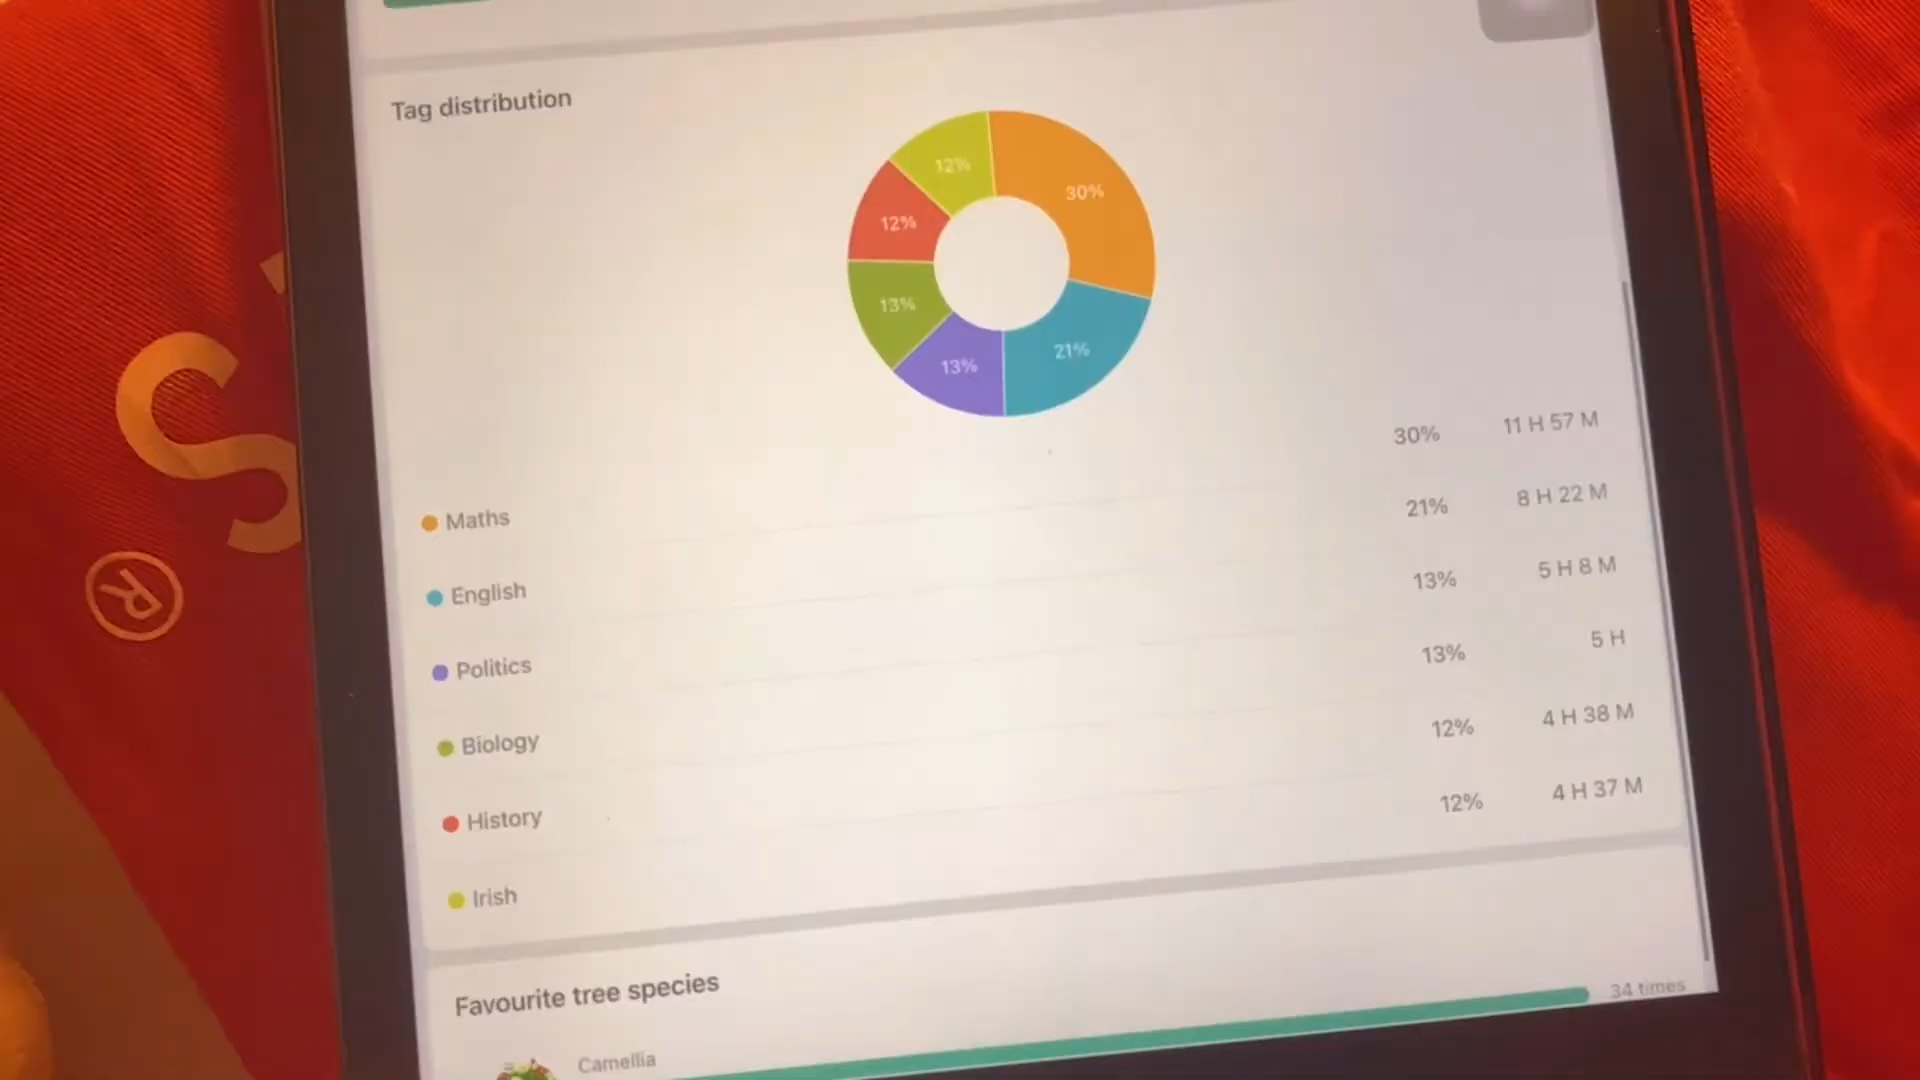 Tag distribution
12%
30%
12%
13%
21%
13%
Maths 30% 11 H 57 M
English 21% 8 H 22 M
Politics 13% 5 H 8 M
Biology 13% 5 H
History 12% 4 H 38 M
Irish 12% 4 H 37 M
Favourite tree species
Camellia 34 times
S
®